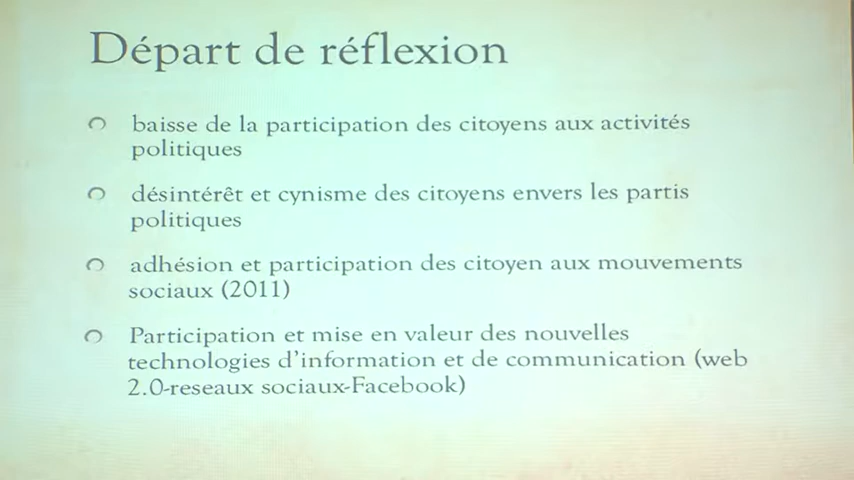 Départ de réflexion
baisse de la participation des citoyens aux activités
politiques
désintérêt et cynisme des citoyens envers les partis
politiques
adhésion et participation des citoyen aux mouvements
sociaux (2011)
Participation et mise en valeur des nouvelles
technologies d'information et de communication (web
2.0-reseaux sociaux-Facebook)